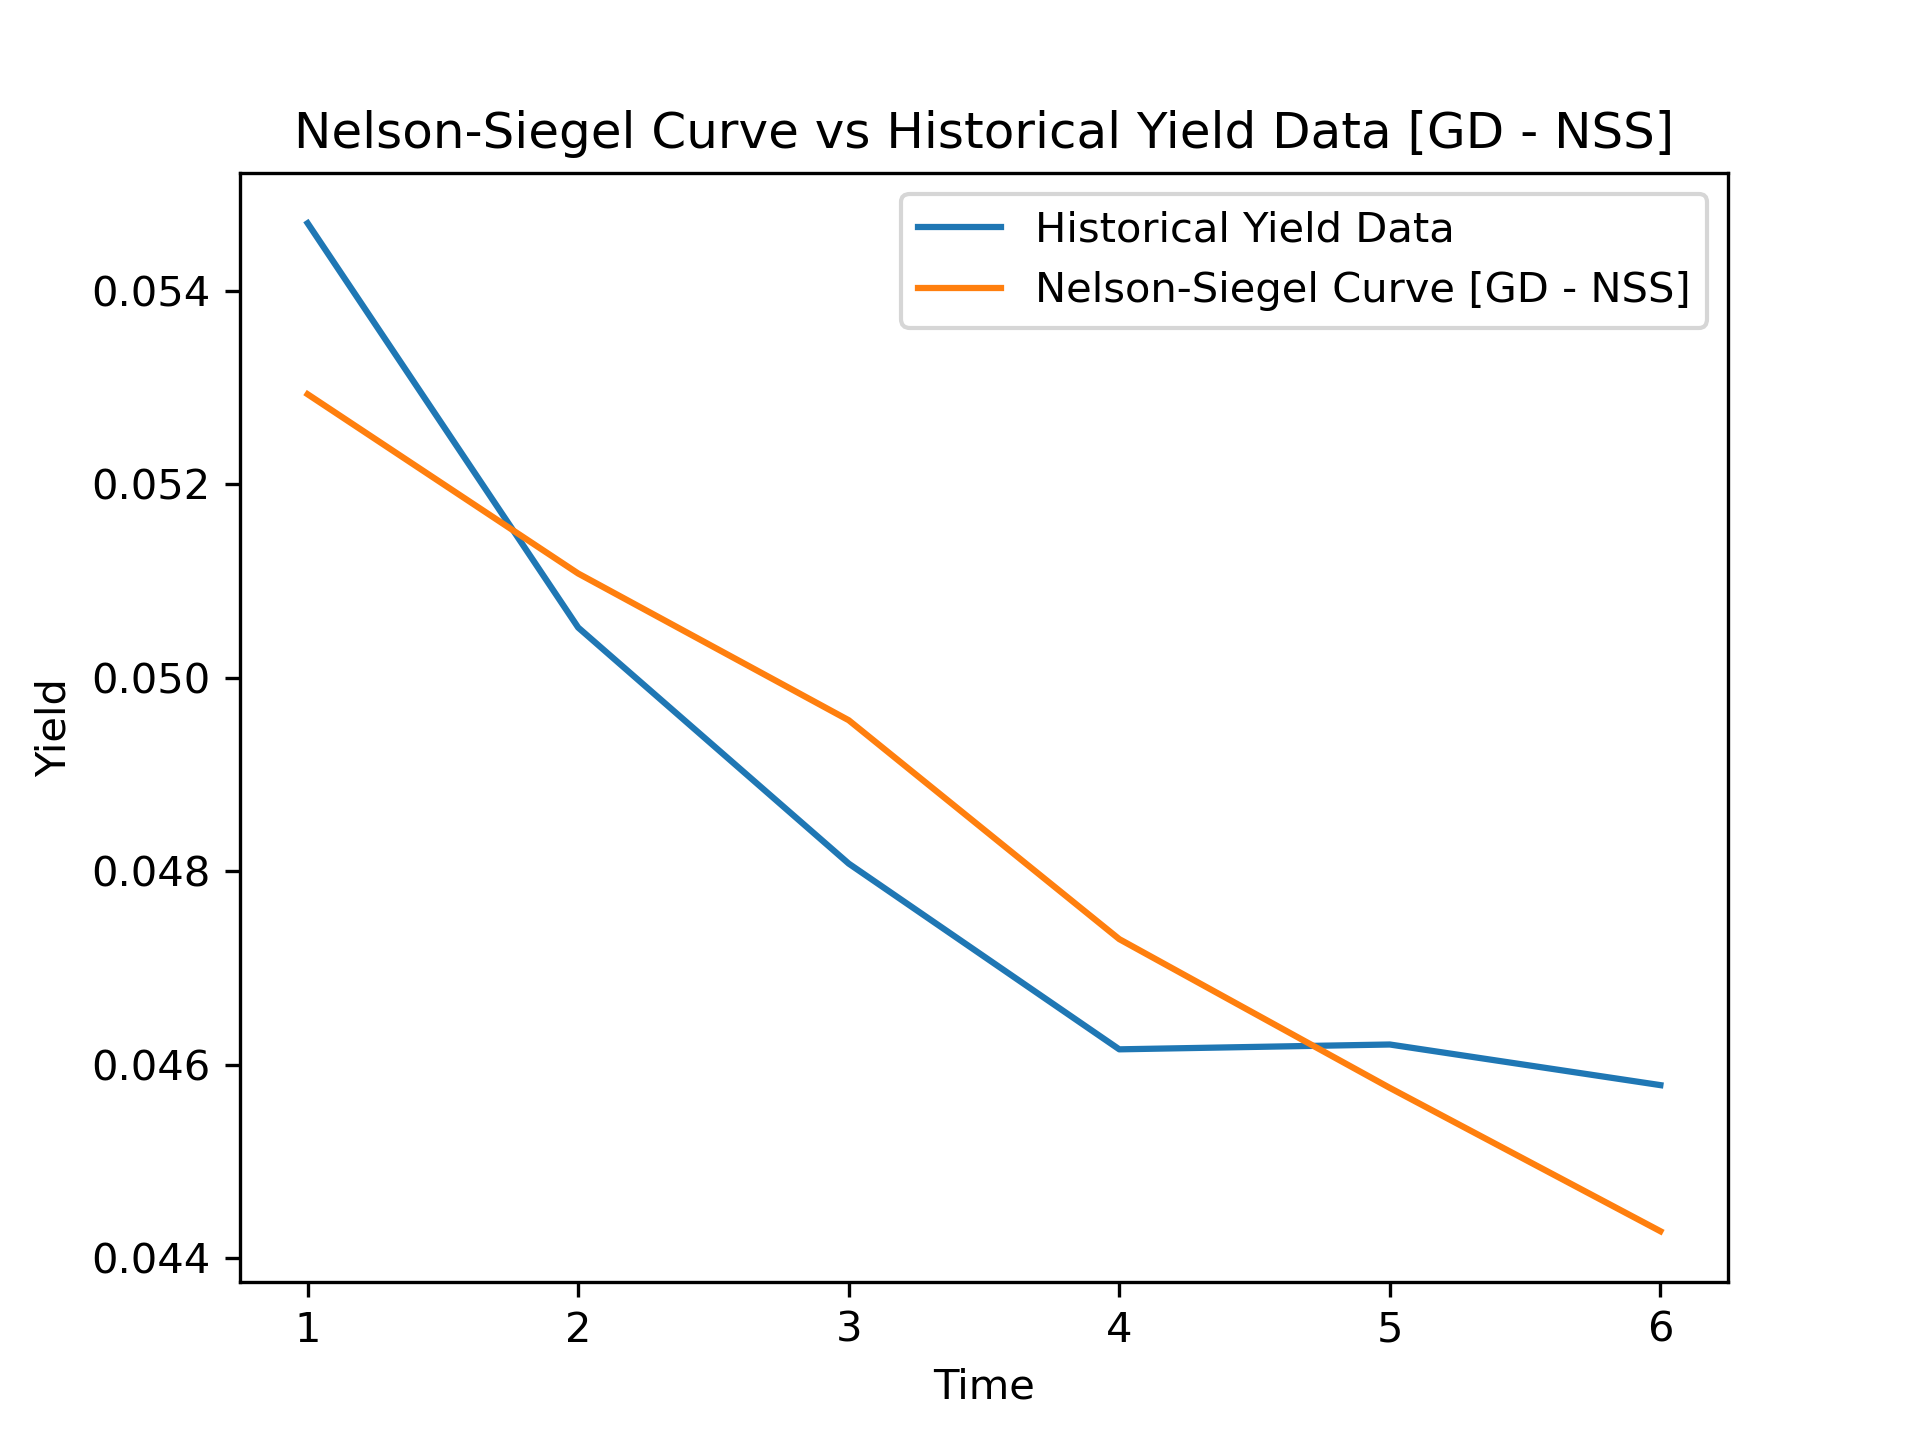 Nelson-Siegel Curve vs Historical Yield Data [GD - NSS]
Historical Yield Data
Nelson-Siegel Curve [GD - NSS]
0.054
0.052
0.050
0.048
0.046
0.044
Yield
1 2 3 4 5 6
Time